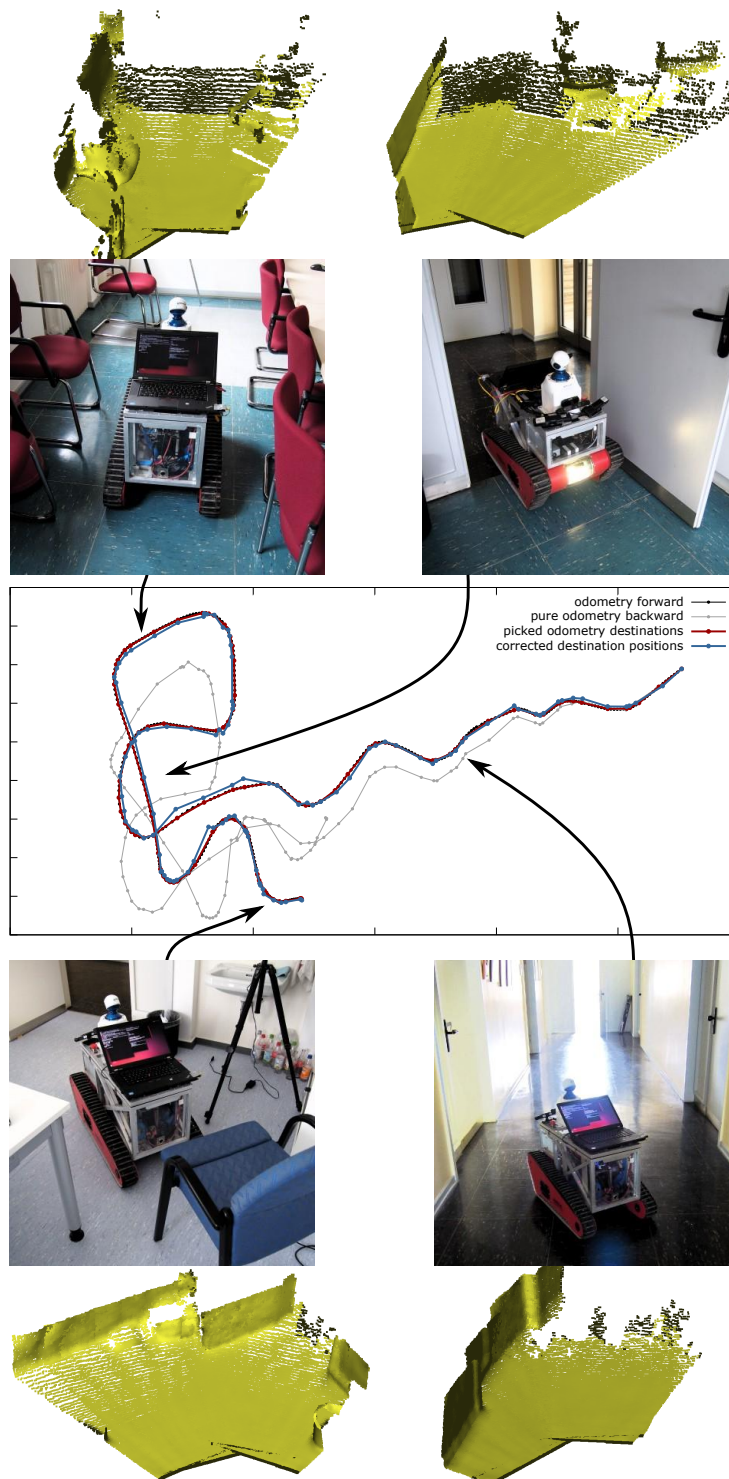 odometry forward
pure odometry backward
picked odometry destinations
corrected destination positions